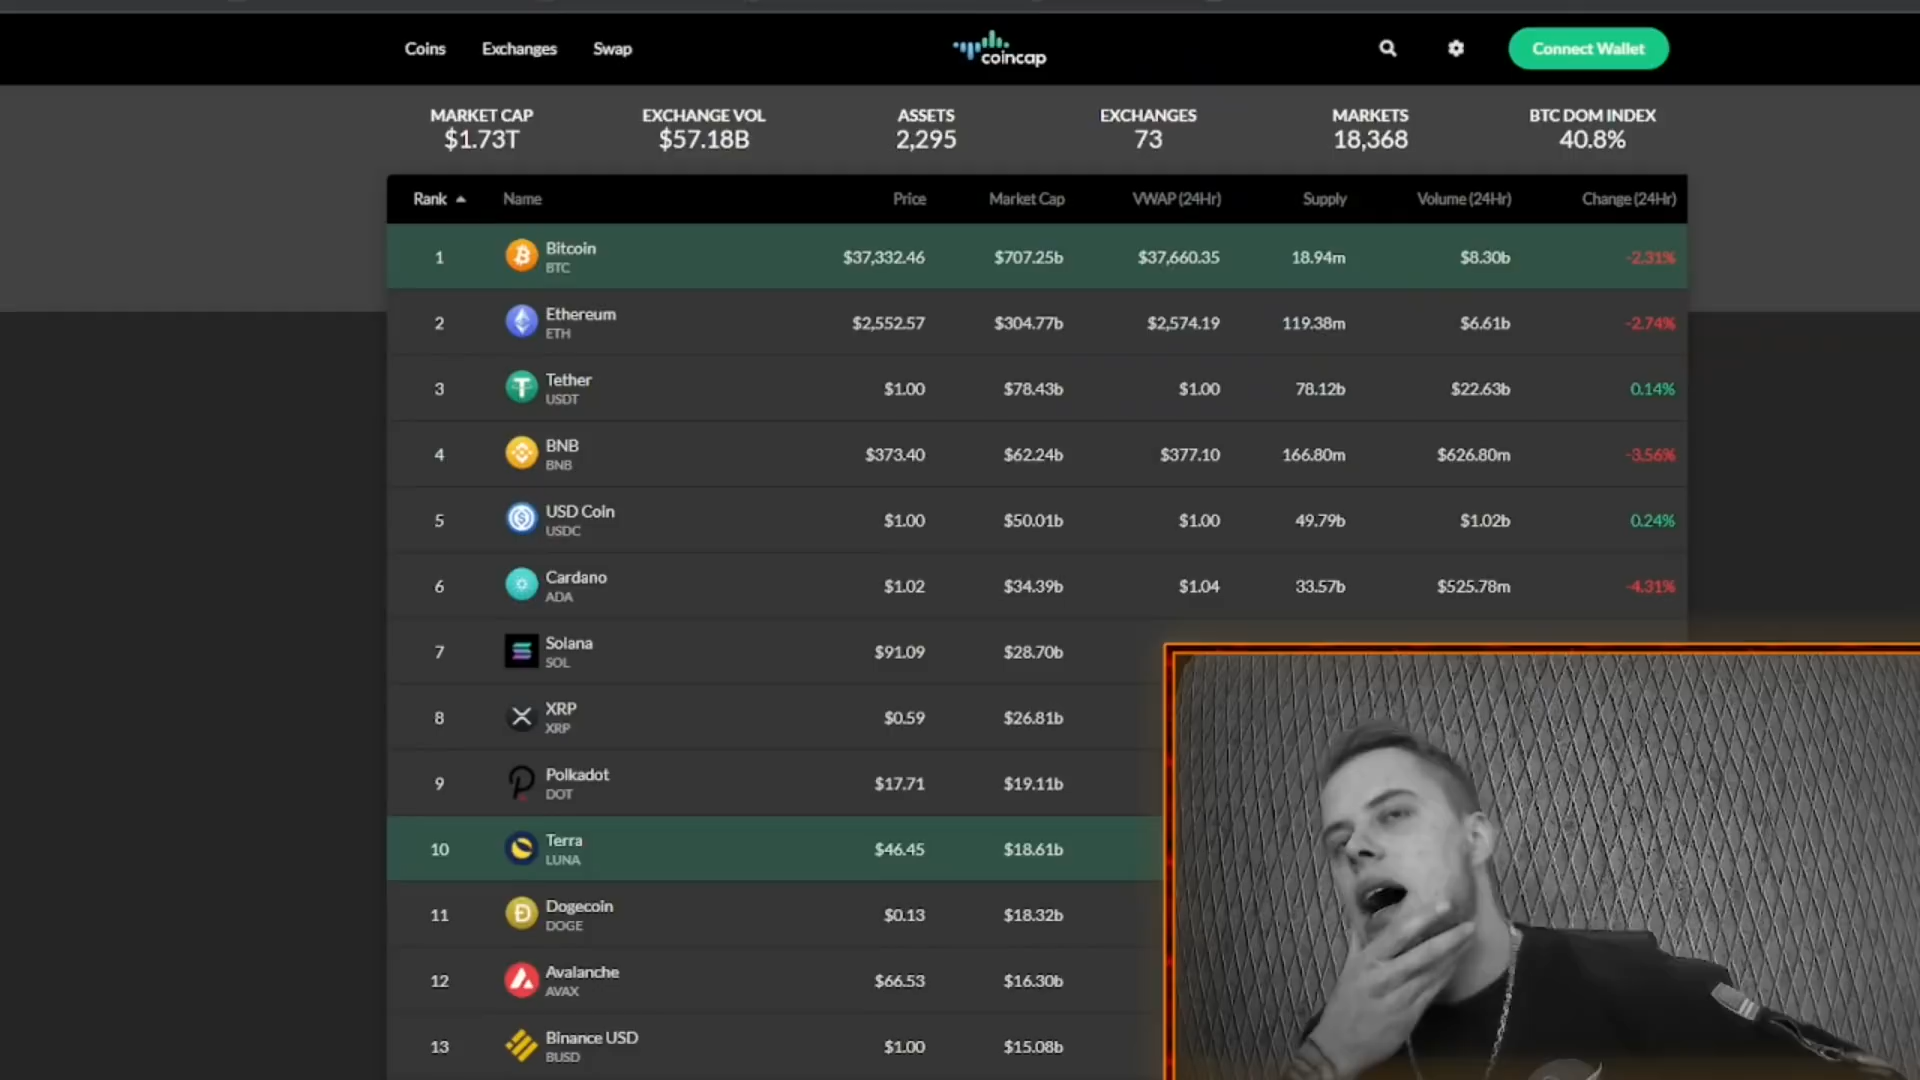 Coins Exchanges Swap coincap Connect Wallet
MARKET CAP EXCHANGE VOL ASSETS EXCHANGES MARKETS BTC DOM INDEX
$1.73T $57.18B 2,295 73 18,368 40.8%
Rank Name Price Market Cap VWAP (24Hr) Supply Volume (24Hr) Change (24Hr)
1 Bitcoin BTC $37,332.46 $707.25b $37,660.35 18.94m $8.30b -2.31%
2 Ethereum ETH $2,552.57 $304.77b $2,574.19 119.38m $6.61b -2.74%
3 Tether USDT $1.00 $78.43b $1.00 78.12b $22.63b 0.14%
4 BNB BNB $373.40 $62.24b $377.10 166.80m $626.80m -3.56%
5 USD Coin USDC $1.00 $50.01b $1.00 49.79b $1.02b 0.24%
6 Cardano ADA $1.02 $34.39b $1.04 33.57b $525.78m -4.31%
7 Solana SOL $91.09 $28.70b
8 XRP XRP $0.59 $26.81b
9 Polkadot DOT $17.71 $19.11b
10 Terra LUNA $46.45 $18.61b
11 Dogecoin DOGE $0.13 $18.32b
12 Avalanche AVAX $66.53 $16.30b
13 Binance USD BUSD $1.00 $15.08b